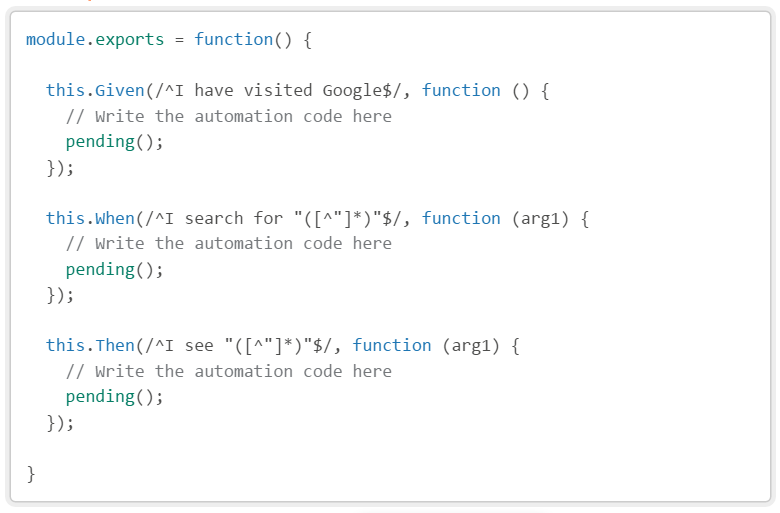 module.exports = function() {
this.Given(/^I have visited Google$/, function () {
// Write the automation code here
pending();
});
this.When(/^I search for "([^"]*)"$/, function (arg1) {
// Write the automation code here
pending();
});
this.Then(/^I see "([^"]*)"$/, function (arg1) {
// Write the automation code here
pending();
});
}